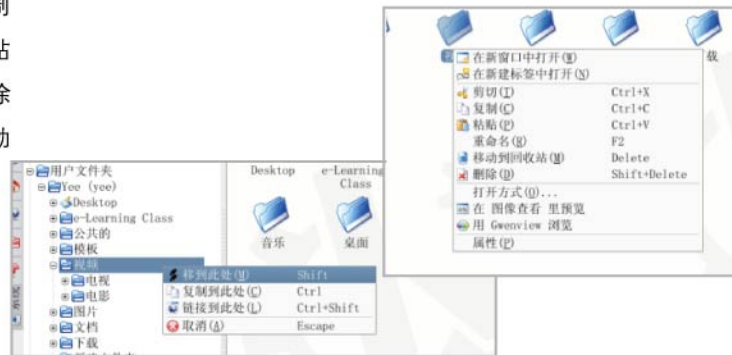 制
站
除
动
载
在新窗口中打开(W)
在新建标签中打开(N)
剪切(T) Ctrl+X
复制(C) Ctrl+C
粘贴(P) Ctrl+V
重命名(R) F2
移动到回收站(M) Delete
删除(D) Shift+Delete
打开方式(O)...
在 图像查看 里预览
用 Gwenview 浏览
属性(P)
用户文件夹
Yee (yee)
Desktop
e-Learning Class
公共的
模板
视频
电视
电影
图片
文档
下载
Desktop
e-Learning Class
音乐
桌面
移到此处(M) Shift
复制到此处(C) Ctrl
链接到此处(L) Ctrl+Shift
取消(A) Escape